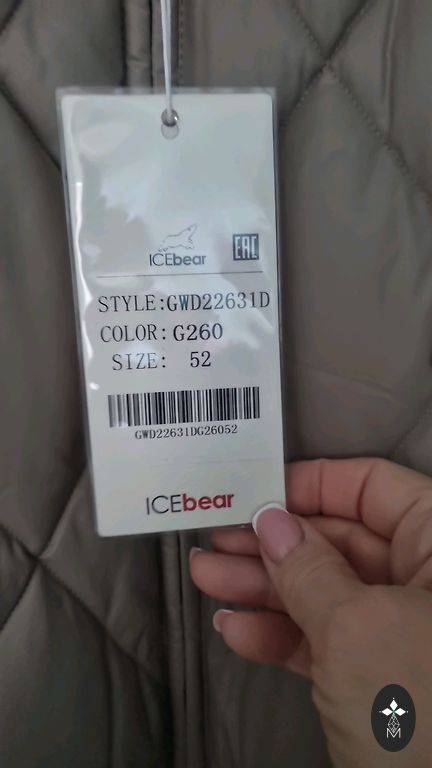 ICEbear EAC
STYLE:GWD22631D
COLOR: G260
SIZE: 52
GWD22631DG26052
ICEbear
M